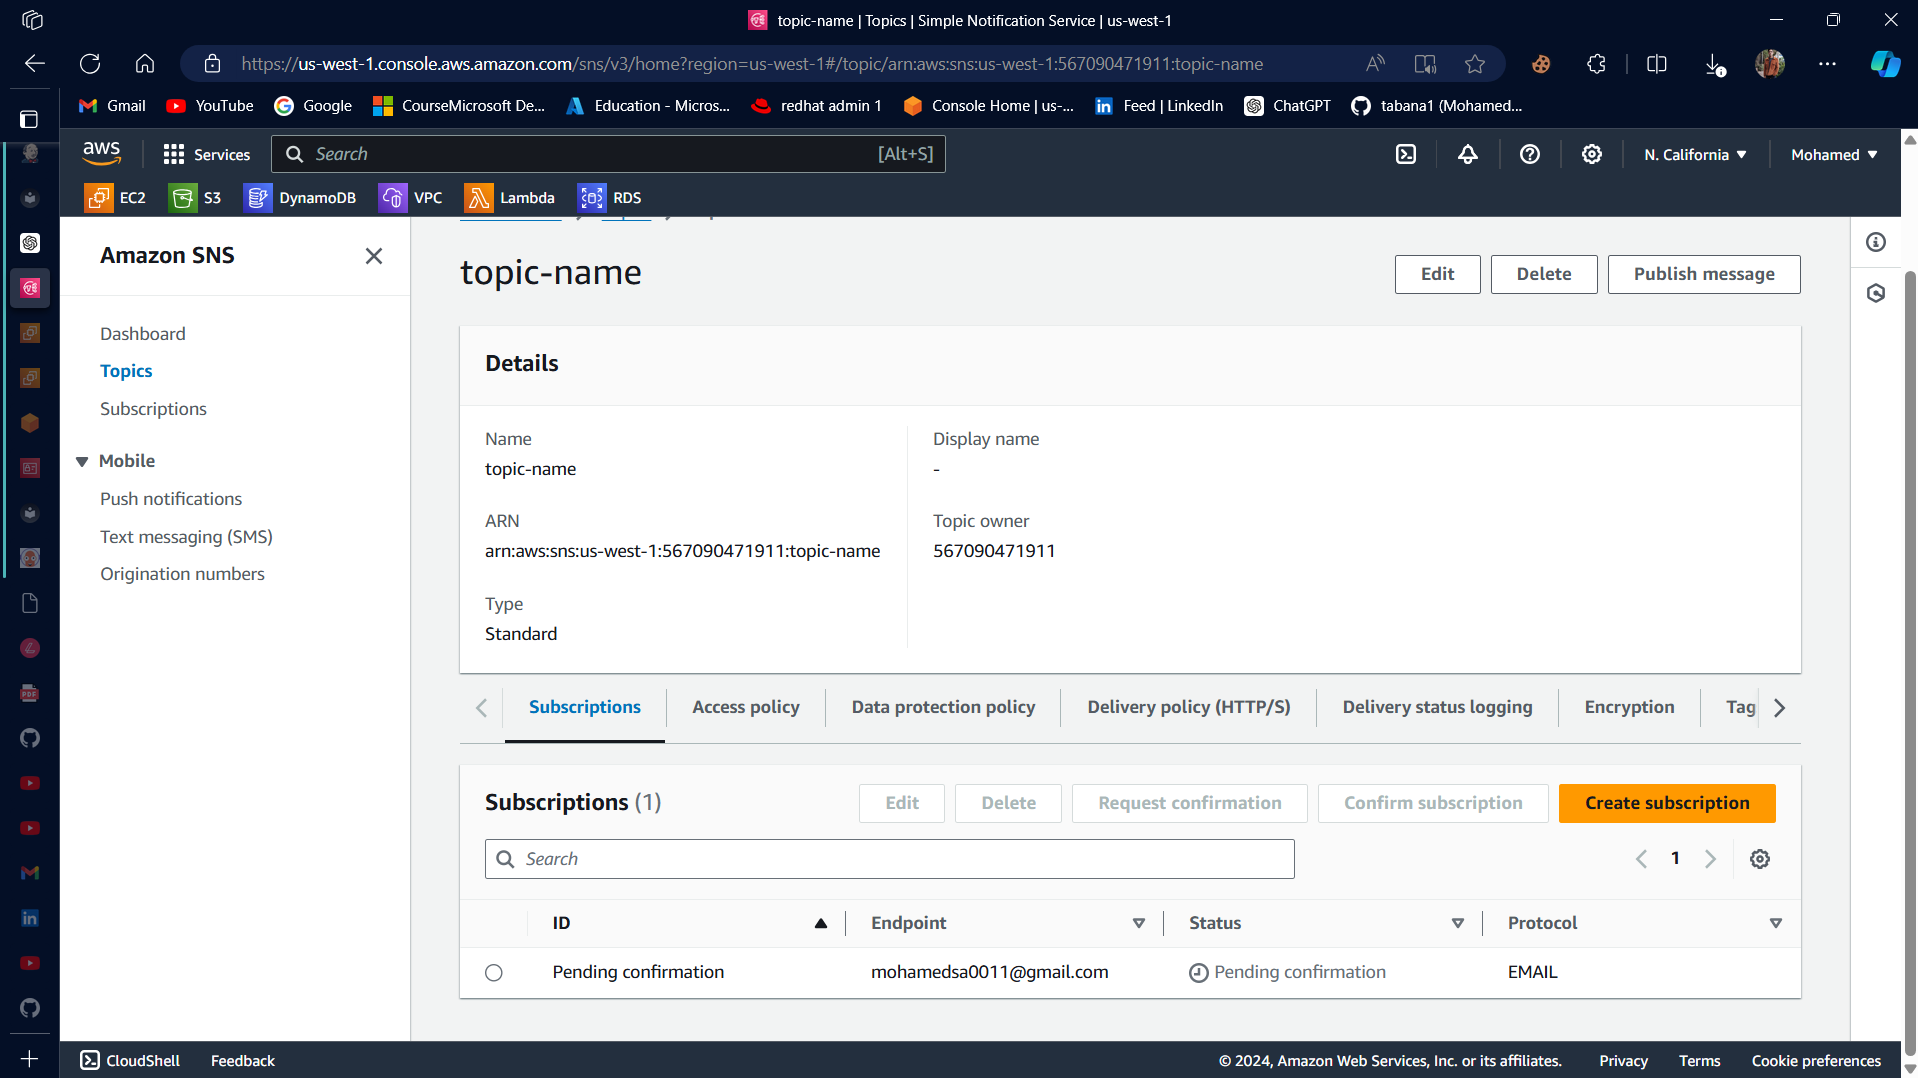 topic-name | Topics | Simple Notification Service | us-west-1
https://us-west-1.console.aws.amazon.com/sns/v3/home?region=us-west-1#/topic/arn:aws:sns:us-west-1:567090471911:topic-name
Gmail YouTube Google CourseMicrosoft De... Education - Micros... redhat admin 1 Console Home | us-... Feed | LinkedIn ChatGPT tabana1 (Mohamed...
aws Services Search [Alt+S] N. California Mohamed
EC2 S3 DynamoDB VPC Lambda RDS
Amazon SNS
Dashboard
Topics
Subscriptions
Mobile
Push notifications
Text messaging (SMS)
Origination numbers
topic-name
Edit Delete Publish message
Details
Name
topic-name
ARN
arn:aws:sns:us-west-1:567090471911:topic-name
Type
Standard
Display name
-
Topic owner
567090471911
Subscriptions Access policy Data protection policy Delivery policy (HTTP/S) Delivery status logging Encryption Tag
Subscriptions (1) Edit Delete Request confirmation Confirm subscription Create subscription
Search 1
ID Endpoint Status Protocol
Pending confirmation mohamedsa0011@gmail.com Pending confirmation EMAIL
CloudShell Feedback © 2024, Amazon Web Services, Inc. or its affiliates. Privacy Terms Cookie preferences